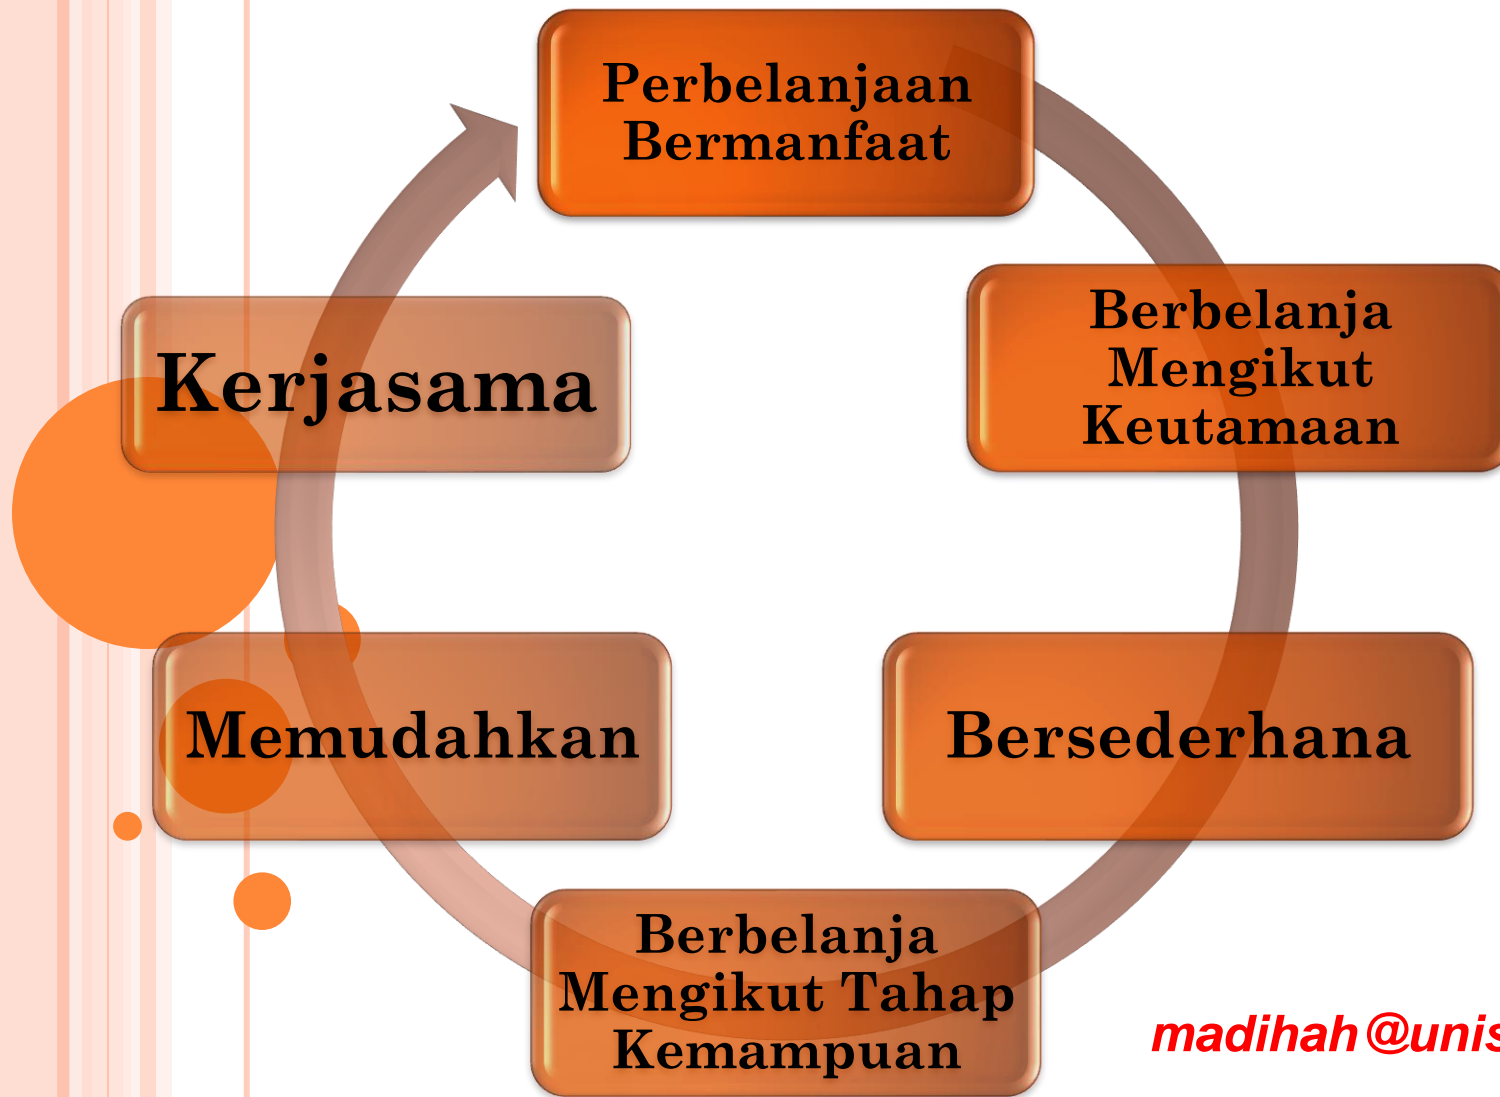 Perbelanjaan
Bermanfaat
Berbelanja
Mengikut
Keutamaan
Bersederhana
Berbelanja
Mengikut Tahap
Kemampuan
Memudahkan
Kerjasama
madihah@unis